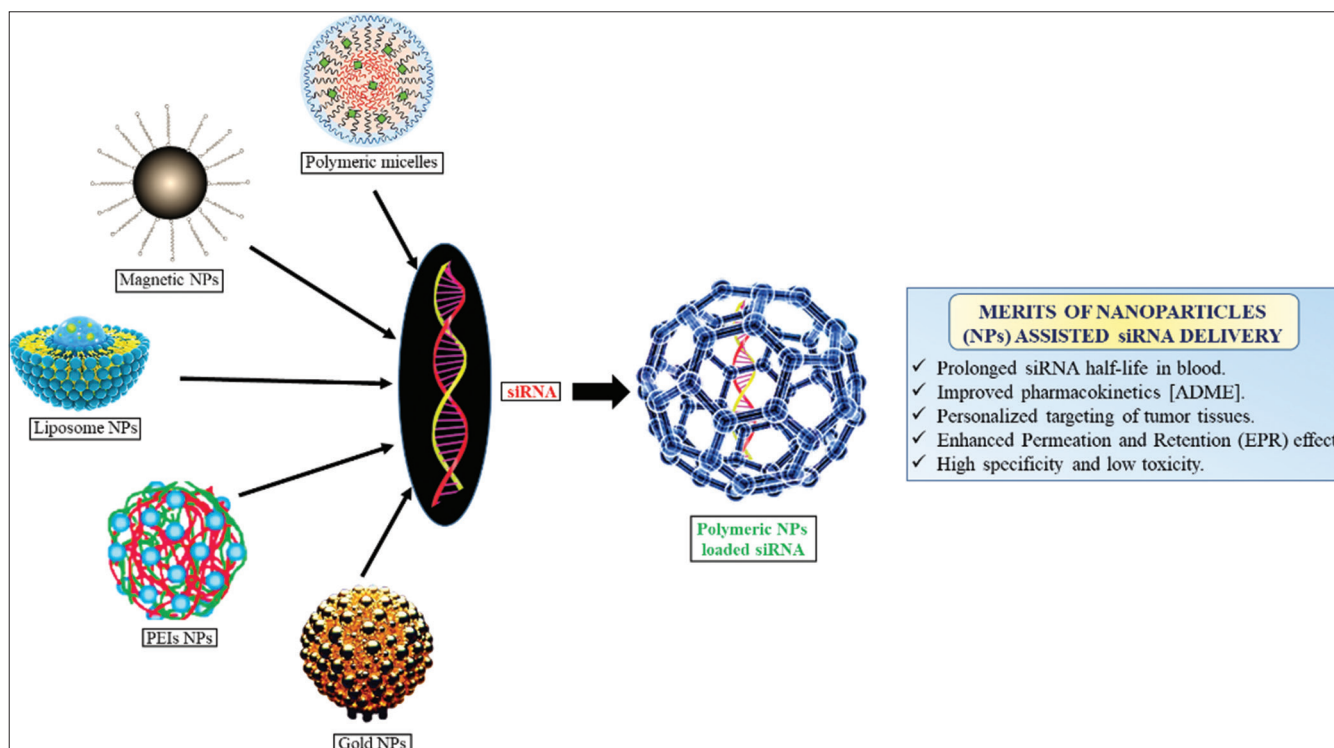 Polymeric micelles
Magnetic NPs
Liposome NPs
PEIs NPs
Gold NPs
siRNA
Polymeric NPs
loaded siRNA
MERITS OF NANOPARTICLES
(NPs) ASSISTED siRNA DELIVERY
✓ Prolonged siRNA half-life in blood.
✓ Improved pharmacokinetics [ADME].
✓ Personalized targeting of tumor tissues.
✓ Enhanced Permeation and Retention (EPR) effect
✓ High specificity and low toxicity.